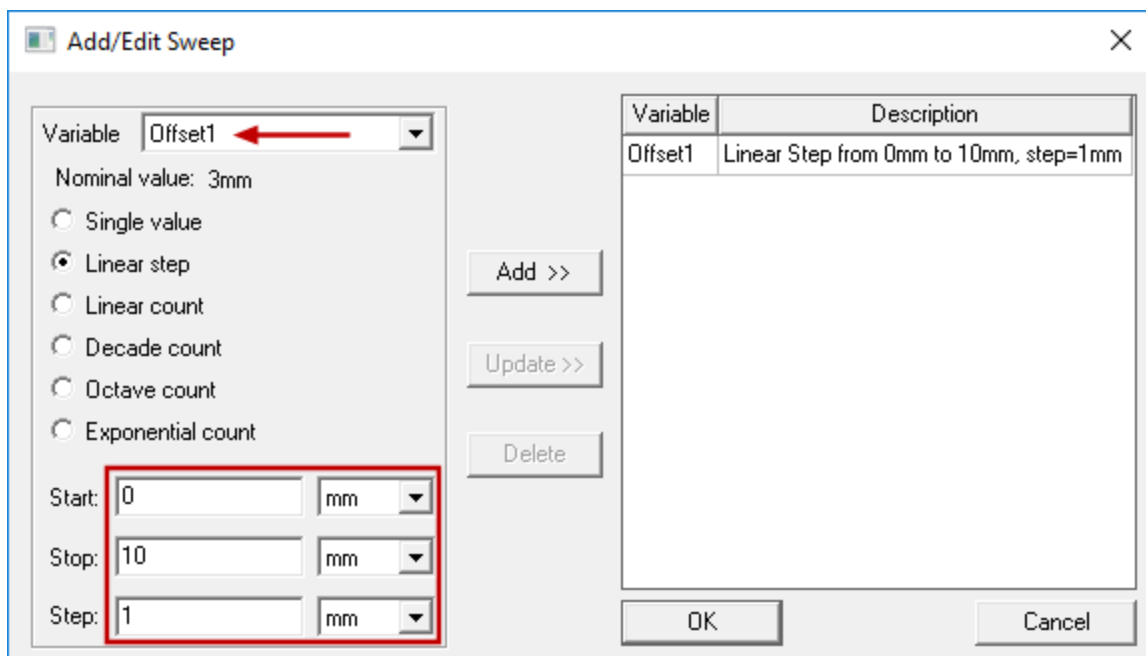 Add/Edit Sweep
Variable Offset1
Nominal value: 3mm
Single value
Linear step
Linear count
Decade count
Octave count
Exponential count
Start: 0 mm
Stop: 10 mm
Step: 1 mm
Add >>
Update >>
Delete
Variable Description
Offset1 Linear Step from 0mm to 10mm, step=1mm
OK Cancel